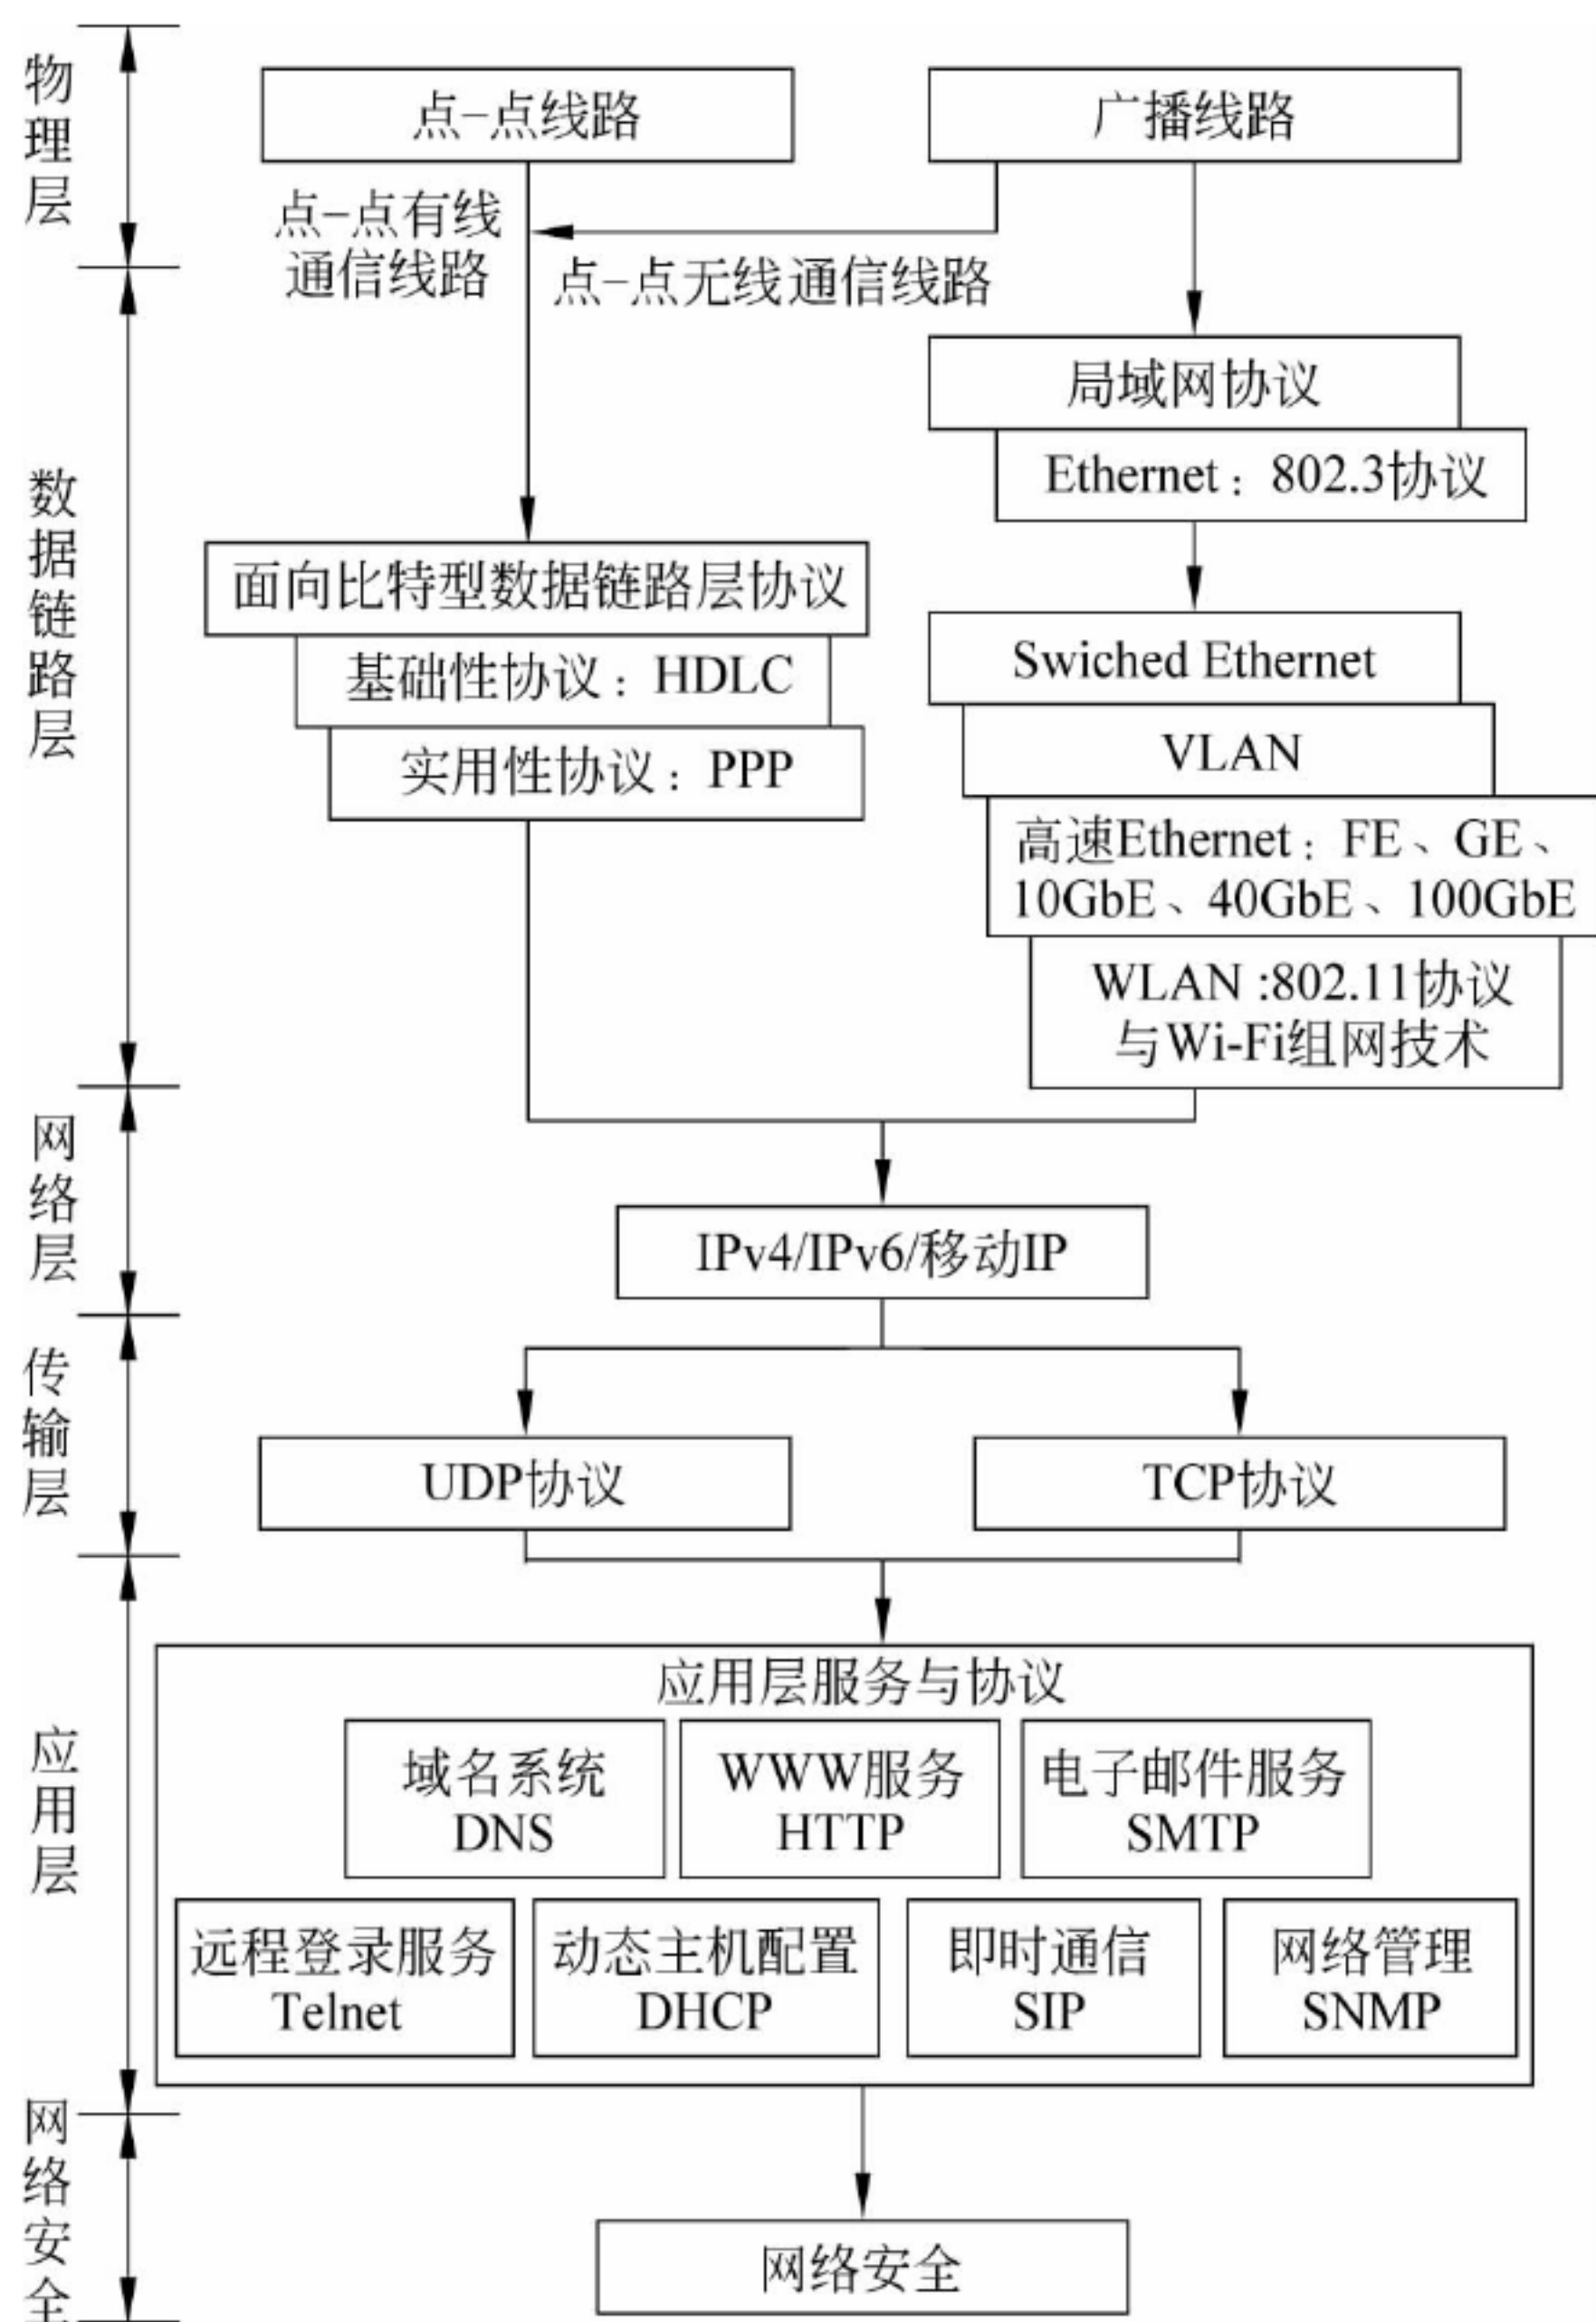 物理层
点-点线路
广播线路
点-点有线
通信线路
点-点无线通信线路
数据链路层
局域网协议
Ethernet：802.3协议
面向比特型数据链路层协议
基础性协议：HDLC
实用性协议：PPP
Swiched Ethernet
VLAN
高速Ethernet：FE、GE、
10GbE、40GbE、100GbE
WLAN :802.11协议
与Wi-Fi组网技术
网络层
IPv4/IPv6/移动IP
传输层
UDP协议
TCP协议
应用层
应用层服务与协议
域名系统
DNS
WWW服务
HTTP
电子邮件服务
SMTP
远程登录服务
Telnet
动态主机配置
DHCP
即时通信
SIP
网络管理
SNMP
网络安全
网络安全